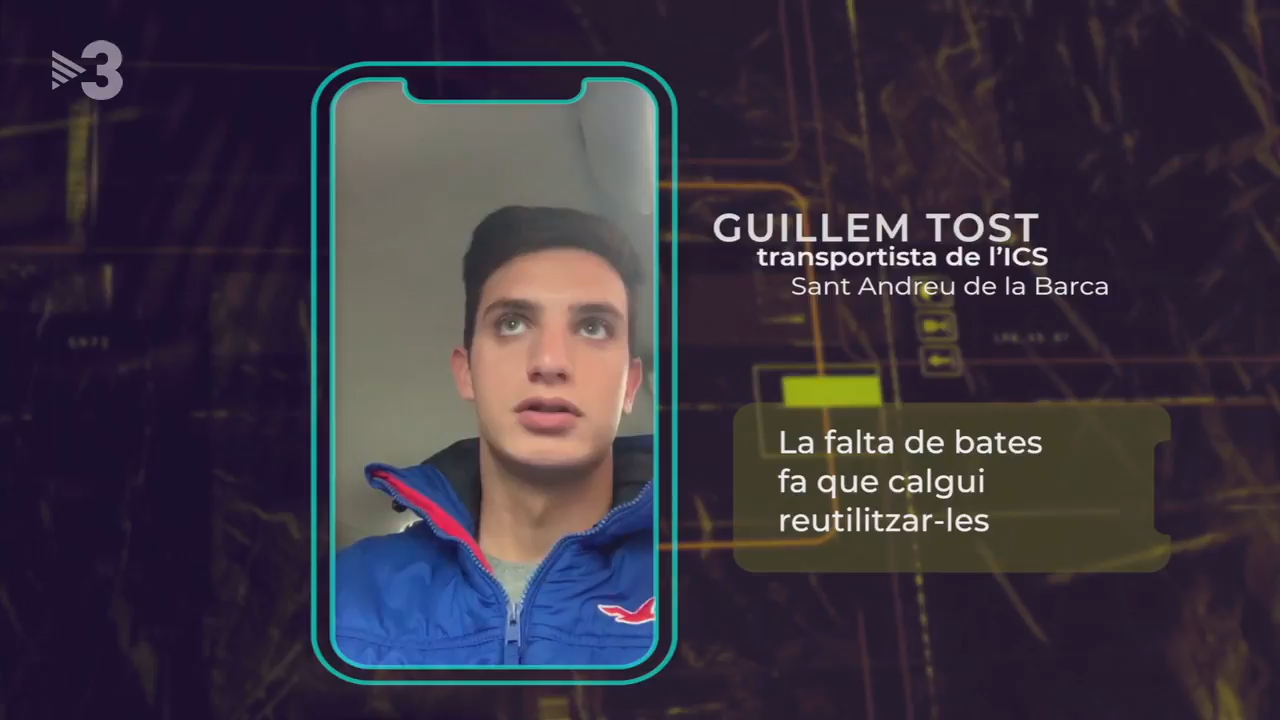 3
GUILLEM TOST
transportista de l'ICS
Sant Andreu de la Barca
La falta de bates
fa que calgui
reutilitzar-les